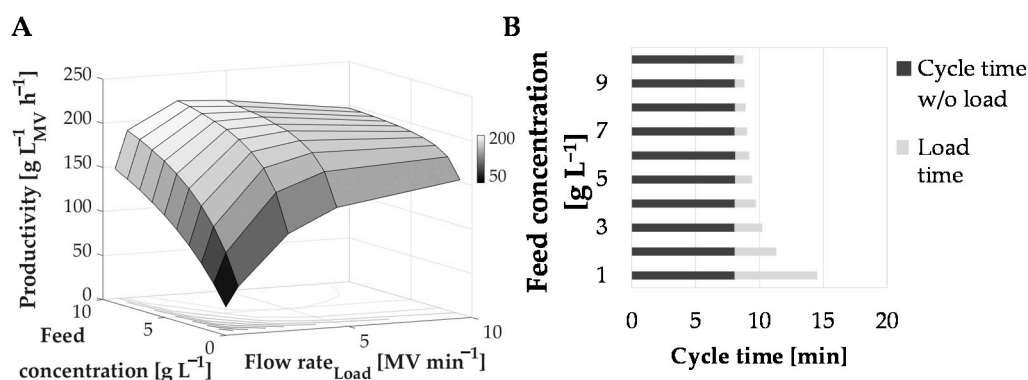 A
Productivity [g L⁻¹MV h⁻¹]
250
200
150
100
50
0
10
5
0
Feed
concentration [g L⁻¹]
5
10
Flow rateLoad [MV min⁻¹]
200
50
B
Feed concentration
[g L⁻¹]
9
7
5
3
1
0
5
10
15
20
Cycle time [min]
Cycle time
w/o load
Load
time